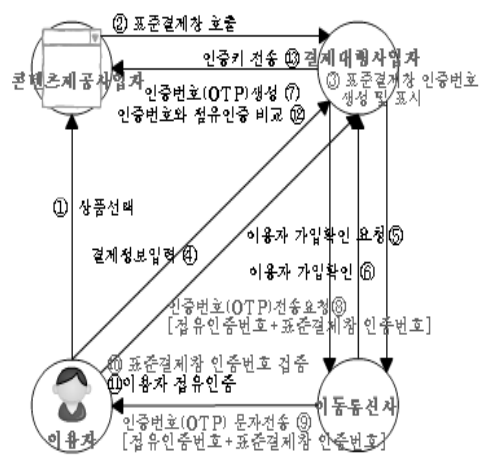 ② 표준결제창 호출
인증키 전송 ⑬
결제대행사업자
콘텐츠제공사업자
③ 표준결제창 인증번호
생성 및 표시
인증번호(OTP)생성 ⑦
인증번호와 점유인증 비교 ⑫
① 상품선택
이용자 가입확인 요청⑤
결제정보입력 ④
이용자 가입확인 ⑥
인증번호(OTP)전송요청⑧
[점유인증번호+표준결제창 인증번호]
⑩ 표준결제창 인증번호 검증
⑪이용자 점유인증
이동통신사
인증번호(OTP) 문자전송 ⑨
이용자
[점유인증번호+표준결제창 인증번호]